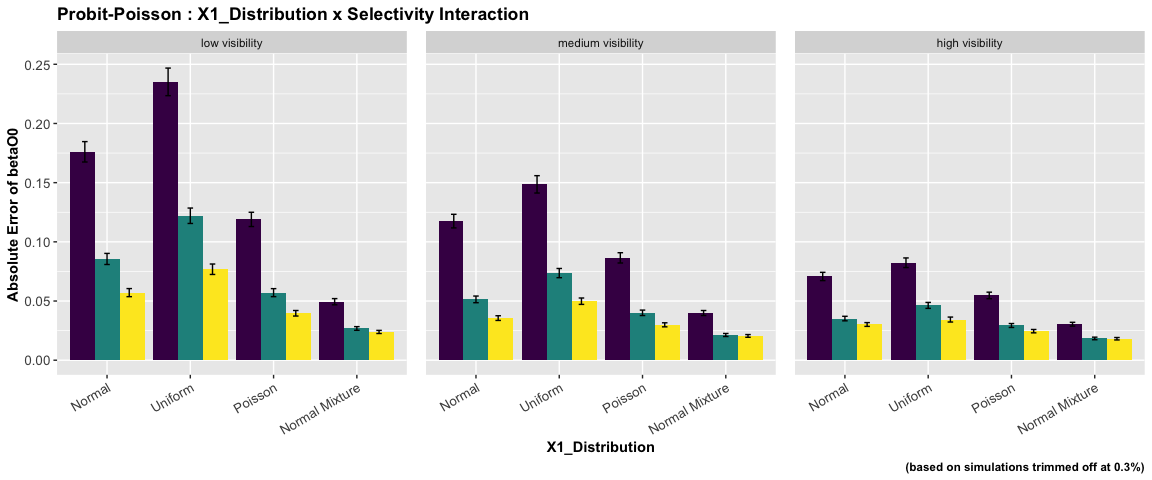 Probit-Poisson : X1_Distribution x Selectivity Interaction
low visibility
medium visibility
high visibility
Absolute Error of betaO0
0.25
0.20
0.15
0.10
0.05
0.00
Normal
Uniform
Poisson
Normal Mixture
Normal
Uniform
Poisson
Normal Mixture
Normal
Uniform
Poisson
Normal Mixture
X1_Distribution
(based on simulations trimmed off at 0.3%)